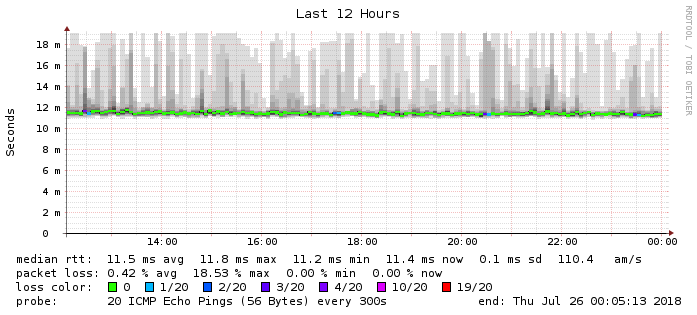 Last 12 Hours
RRDTOOL / TOBI OETIKER
Seconds
18 m
16 m
14 m
12 m
10 m
8 m
6 m
4 m
2 m
0
14:00 16:00 18:00 20:00 22:00 00:00
median rtt: 11.5 ms avg 11.8 ms max 11.2 ms min 11.4 ms now 0.1 ms sd 110.4 am/s
packet loss: 0.42 % avg 18.53 % max 0.00 % min 0.00 % now
loss color: 0 1/20 2/20 3/20 4/20 10/20 19/20
probe: 20 ICMP Echo Pings (56 Bytes) every 300s end: Thu Jul 26 00:05:13 2018